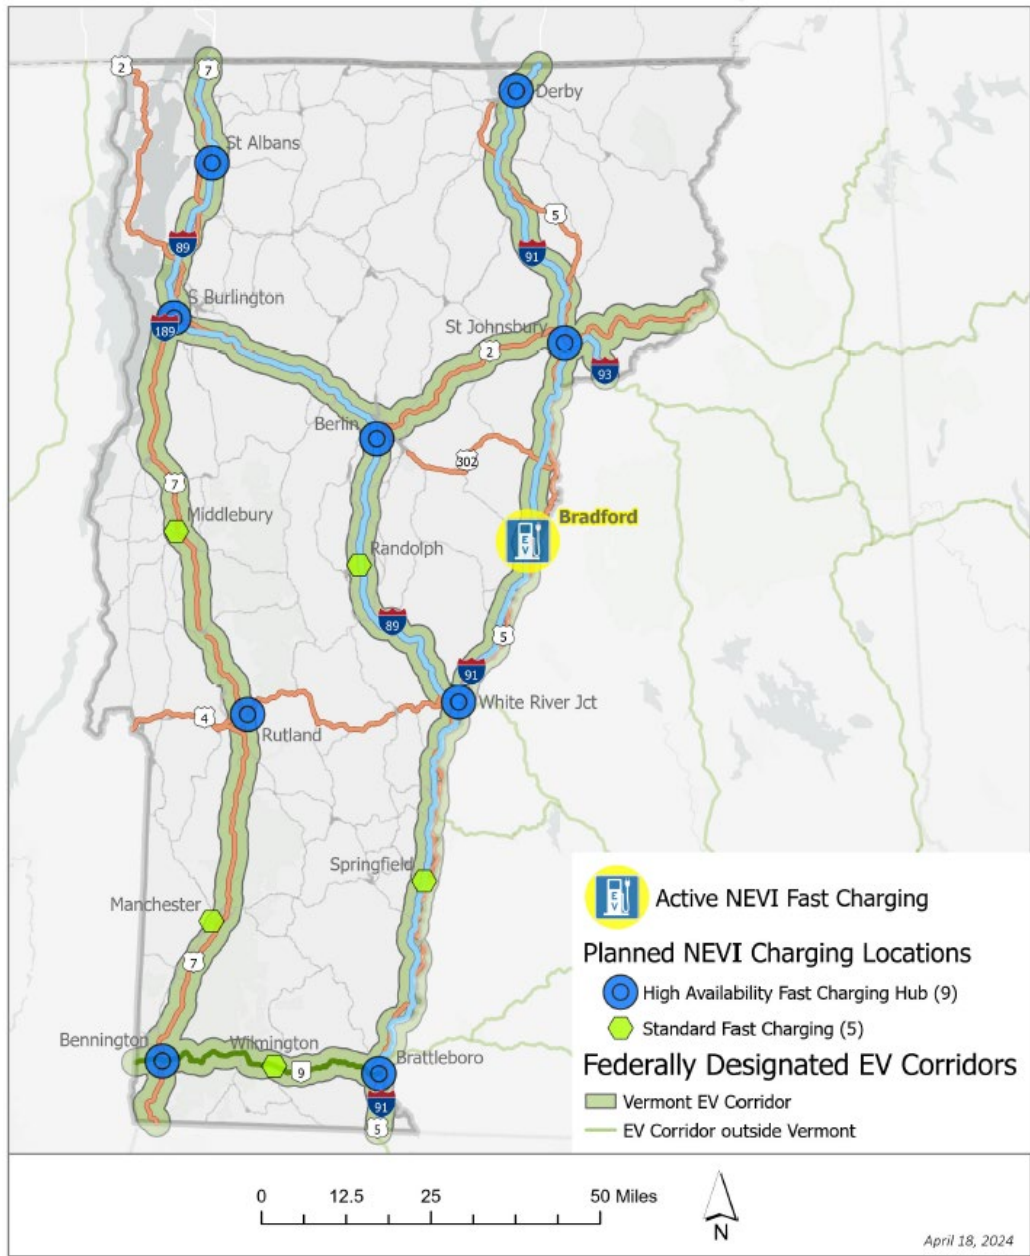 2
7
Derby
St Albans
5
89
91
S Burlington
189
St Johnsbury
2
93
Berlin
302
7
Middlebury
EV
Bradford
Randolph
89
5
91
White River Jct
4
Rutland
Springfield
Manchester
7
Bennington
Wilmington
9
Brattleboro
91
5
EV
Active NEVI Fast Charging
Planned NEVI Charging Locations
High Availability Fast Charging Hub (9)
Standard Fast Charging (5)
Federally Designated EV Corridors
Vermont EV Corridor
EV Corridor outside Vermont
0 12.5 25 50 Miles
N
April 18, 2024